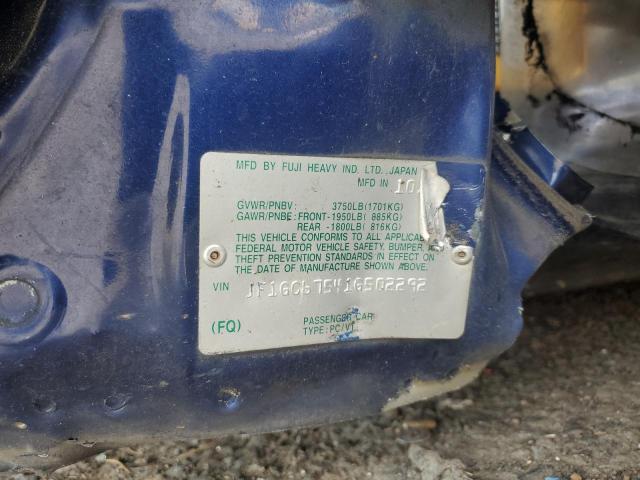 MFD BY FUJI HEAVY IND. LTD. JAPAN
MFD IN
GVWR/PNBV: 3750LB(1701KG)
GAWR/PNBE: FRONT-1950LB( 885KG)
REAR -1800LB( 816KG)
THIS VEHICLE CONFORMS TO ALL
FEDERAL MOTOR VEHICLE SAFETY BUMPER
THEFT PREVENTION STANDARDS IN EFFECT ON
THE DATE OF MANUFACTURE SHOWN ABOVE.
VIN JF1GC675416502292
(FQ) PASSENGER CAR
TYPE: PC/VT